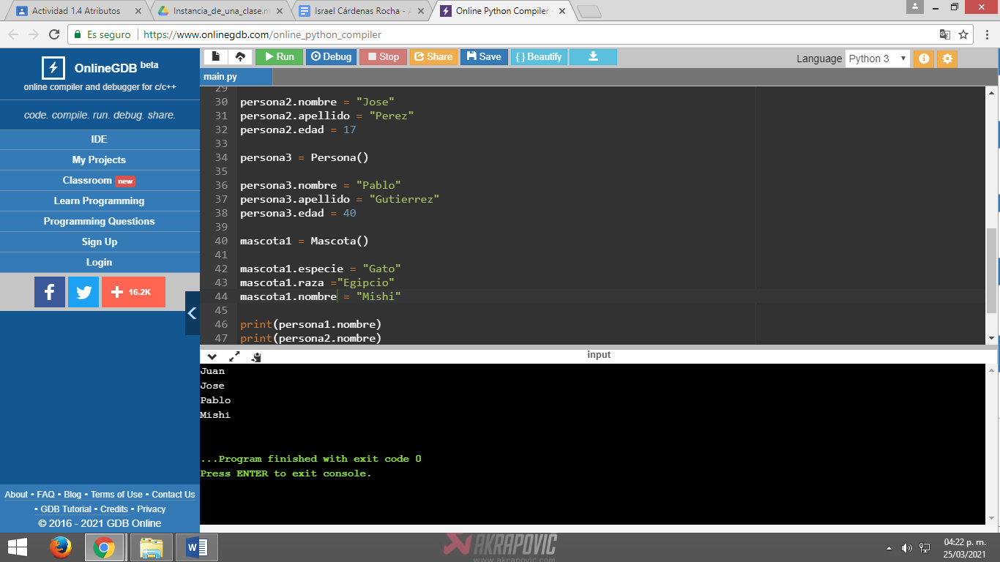 Actividad 1.4 Atributos
Instancia_de_una_clase.m
Israel Cárdenas Rocha - A
Online Python Compiler
Es seguro
https://www.onlinegdb.com/online_python_compiler
OnlineGDB beta
online compiler and debugger for c/c++
code. compile. run. debug. share.
IDE
My Projects
Classroom new
Learn Programming
Programming Questions
Sign Up
Login
16.2K
About • FAQ • Blog • Terms of Use • Contact Us
• GDB Tutorial • Credits • Privacy
© 2016 - 2021 GDB Online
Run Debug Stop Share Save { } Beautify
Language Python 3
main.py
29
30 persona2.nombre = "Jose"
31 persona2.apellido = "Perez"
32 persona2.edad = 17
33
34 persona3 = Persona()
35
36 persona3.nombre = "Pablo"
37 persona3.apellido = "Gutierrez"
38 persona3.edad = 40
39
40 mascota1 = Mascota()
41
42 mascota1.especie = "Gato"
43 mascota1.raza ="Egipcio"
44 mascota1.nombre = "Mishi"
45
46 print(persona1.nombre)
47 print(persona2.nombre)
input
Juan
Jose
Pablo
Mishi
...Program finished with exit code 0
Press ENTER to exit console.
AKRAPOVIC
www.akrapovic.com
04:22 p. m.
25/03/2021